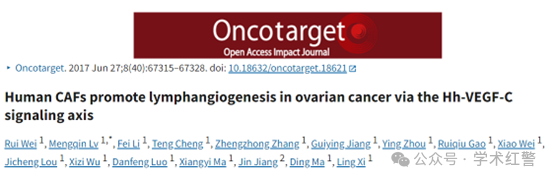 Oncotarget
Open Access Impact Journal
▸ Oncotarget. 2017 Jun 27;8(40):67315–67328. doi: 10.18632/oncotarget.18621
Human CAFs promote lymphangiogenesis in ovarian cancer via the Hh-VEGF-C
signaling axis
Rui Wei 1, Mengqin Lv 1,*, Fei Li 1, Teng Cheng 1, Zhengzhong Zhang 1, Guiying Jiang 1, Ying Zhou 1, Ruiqiu Gao 1, Xiao Wei 1,
Jicheng Lou 1, Xizi Wu 1, Danfeng Luo 1, Xiangyi Ma 1, Jin Jiang 2, Ding Ma 1, Ling Xi 1
公众号 · 学术红警